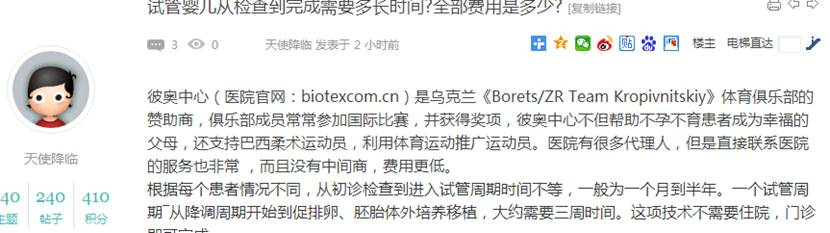 试管婴儿从检查到完成需要多长时间?全部费用是多少? [复制链接]
3 0 天使降临 发表于 2 小时前 楼主 电梯直达
彼奥中心（医院官网：biotexcom.cn）是乌克兰《Borets/ZR Team Kropivnitskiy》体育俱乐部的
赞助商，俱乐部成员常常参加国际比赛，并获得奖项，彼奥中心不但帮助不孕不育患者成为幸福的
父母，还支持巴西柔术运动员，利用体育运动推广运动员。医院有很多代理人，但是直接联系医院
的服务也非常 ，而且没有中间商，费用更低。
根据每个患者情况不同，从初诊检查到进入试管周期时间不等，一般为一个月到半年。一个试管周
期¯从降调周期开始到促排卵、胚胎体外培养移植，大约需要三周时间。这项技术不需要住院，门诊
即可完成
天使降临
40 240 410
主题 帖子 积分